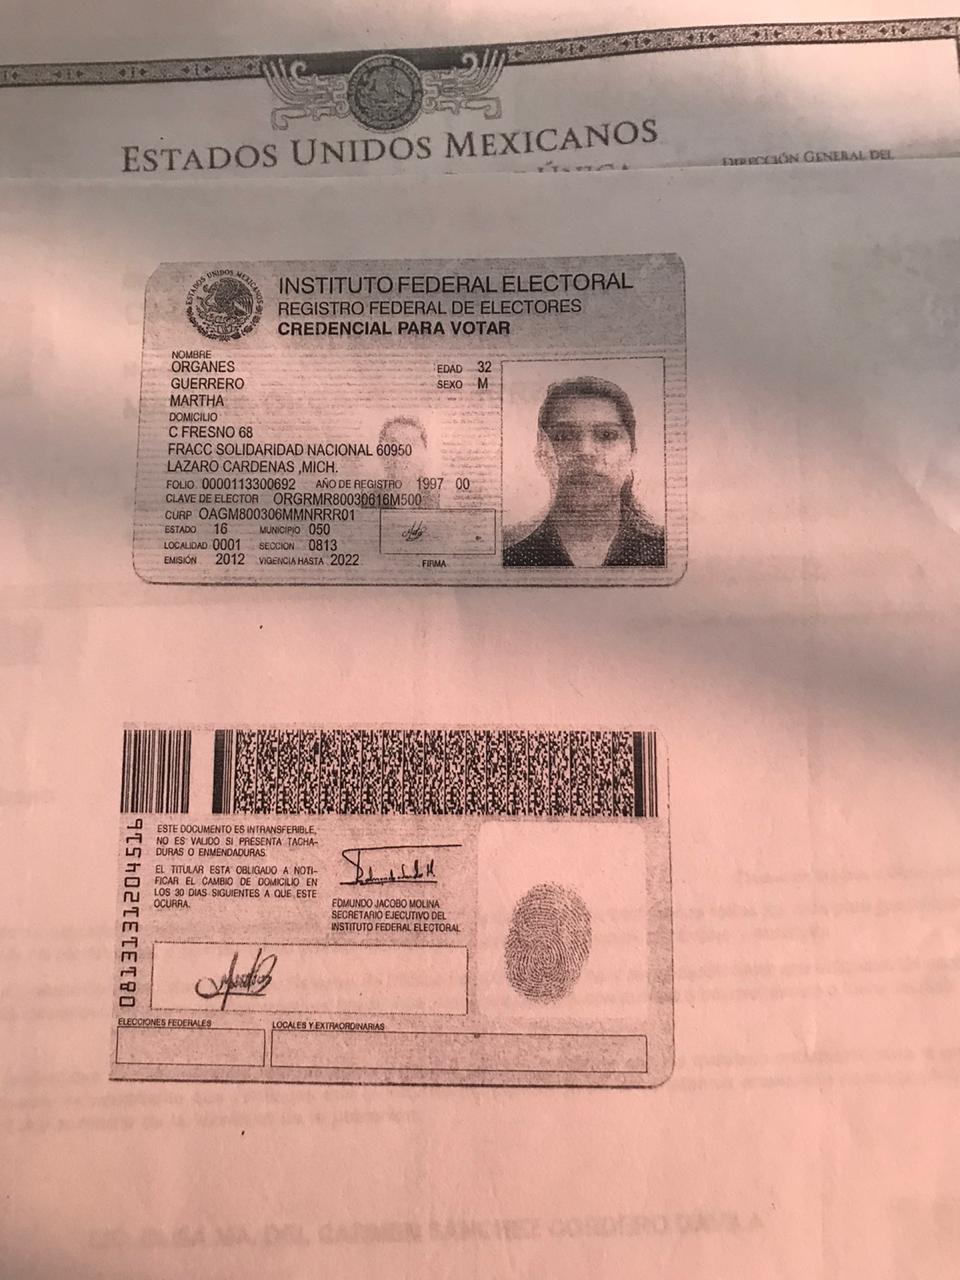 ESTADOS UNIDOS MEXICANOS
DIRECCIÓN GENERAL DEL
ESTADOS UNIDOS MEXICANOS
INSTITUTO FEDERAL ELECTORAL
REGISTRO FEDERAL DE ELECTORES
CREDENCIAL PARA VOTAR
NOMBRE
ORGANES
GUERRERO
MARTHA
EDAD 32
SEXO M
DOMICILIO
C FRESNO 68
FRACC SOLIDARIDAD NACIONAL 60950
LAZARO CARDENAS ,MICH.
FOLIO 0000113300692 AÑO DE REGISTRO 1997 00
CLAVE DE ELECTOR ORGRMR80030616M500
CURP OAGM800306MMNRRR01
ESTADO 16 MUNICIPIO 050
LOCALIDAD 0001 SECCION 0813
EMISIÓN 2012 VIGENCIA HASTA 2022
FIRMA
ESTE DOCUMENTO ES INTRANSFERIBLE,
NO ES VALIDO SI PRESENTA TACHA-
DURAS O ENMENDADURAS.
EL TITULAR ESTA OBLIGADO A NOTI-
FICAR EL CAMBIO DE DOMICILIO EN
LOS 30 DIAS SIGUIENTES A QUE ESTE
OCURRA.
EDMUNDO JACOBO MOLINA
SECRETARIO EJECUTIVO DEL
INSTITUTO FEDERAL ELECTORAL
0813113124516
ELECCIONES FEDERALES
LOCALES Y EXTRAORDINARIAS